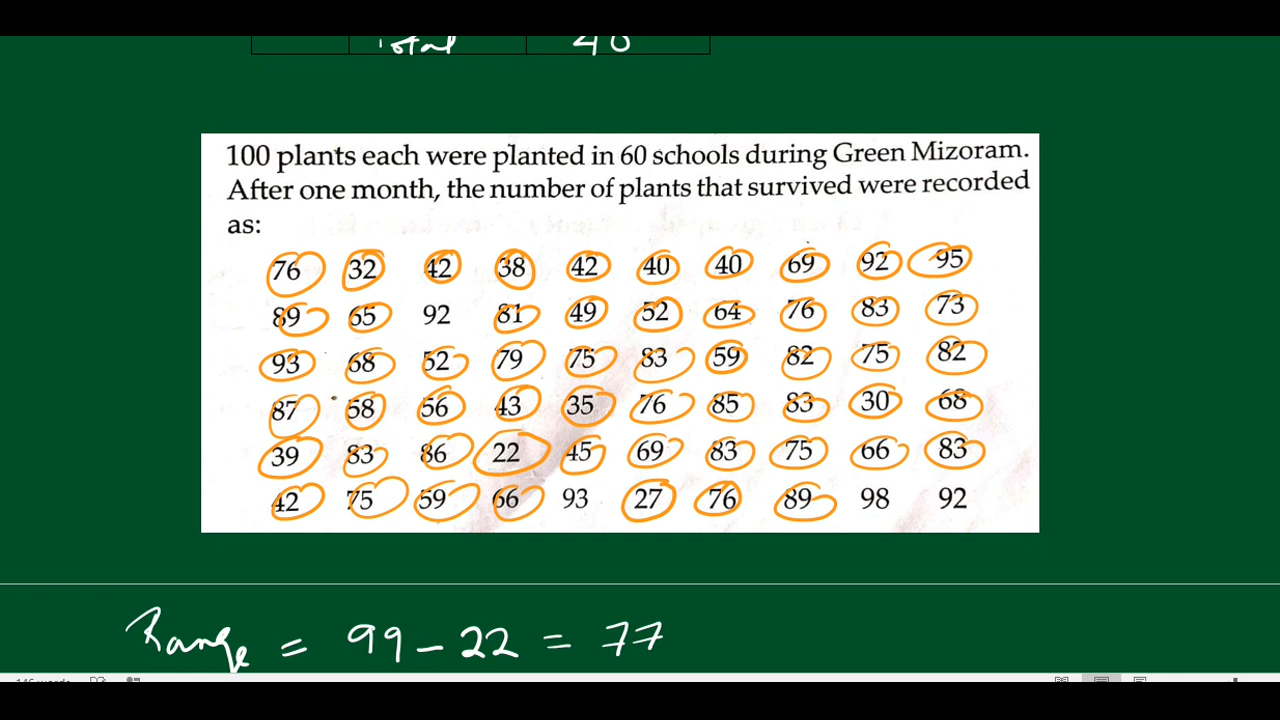 Total 40
100 plants each were planted in 60 schools during Green Mizoram.
After one month, the number of plants that survived were recorded
as:
76 32 42 38 42 40 40 69 92 95
89 65 92 81 49 52 64 76 83 73
93 68 52 79 75 83 59 82 75 82
87 58 56 43 35 76 85 83 30 68
39 83 86 22 45 69 83 75 66 83
42 75 59 66 93 27 76 89 98 92
Range = 99 - 22 = 77